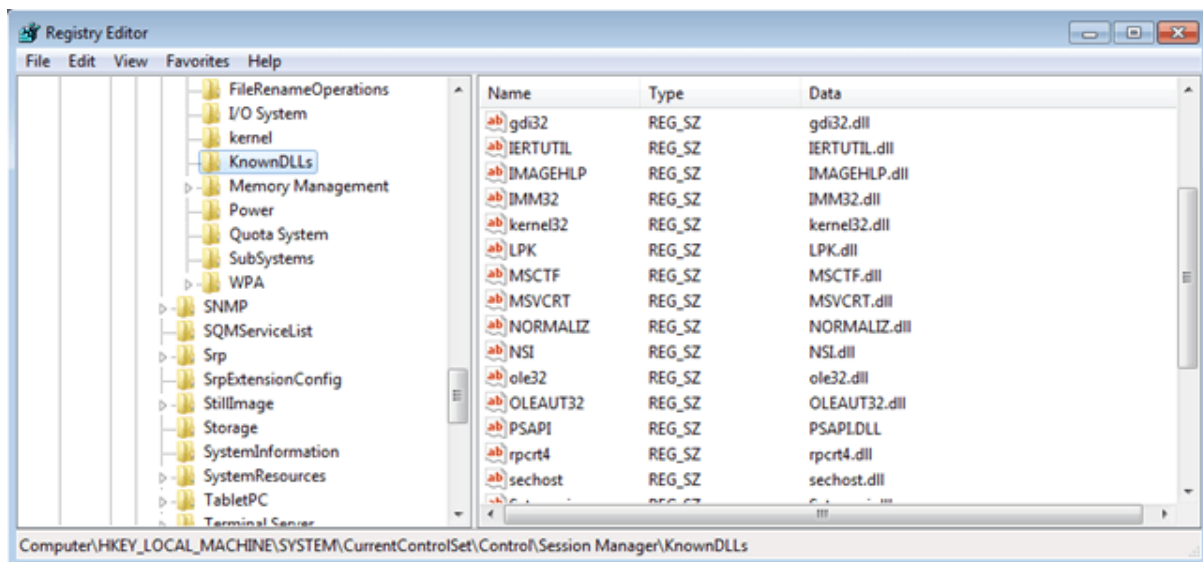 Registry Editor
File Edit View Favorites Help
FileRenameOperations
I/O System
kernel
KnownDLLs
Memory Management
Power
Quota System
SubSystems
WPA
SNMP
SQMServiceList
Srp
SrpExtensionConfig
StillImage
Storage
SystemInformation
SystemResources
TabletPC
Terminal Server
Name Type Data
gdi32 REG_SZ gdi32.dll
IERTUTIL REG_SZ IERTUTIL.dll
IMAGEHLP REG_SZ IMAGEHLP.dll
IMM32 REG_SZ IMM32.dll
kernel32 REG_SZ kernel32.dll
LPK REG_SZ LPK.dll
MSCTF REG_SZ MSCTF.dll
MSVCRT REG_SZ MSVCRT.dll
NORMALIZ REG_SZ NORMALIZ.dll
NSI REG_SZ NSI.dll
ole32 REG_SZ ole32.dll
OLEAUT32 REG_SZ OLEAUT32.dll
PSAPI REG_SZ PSAPI.DLL
rpcrt4 REG_SZ rpcrt4.dll
sechost REG_SZ sechost.dll
Computer\HKEY_LOCAL_MACHINE\SYSTEM\CurrentControlSet\Control\Session Manager\KnownDLLs